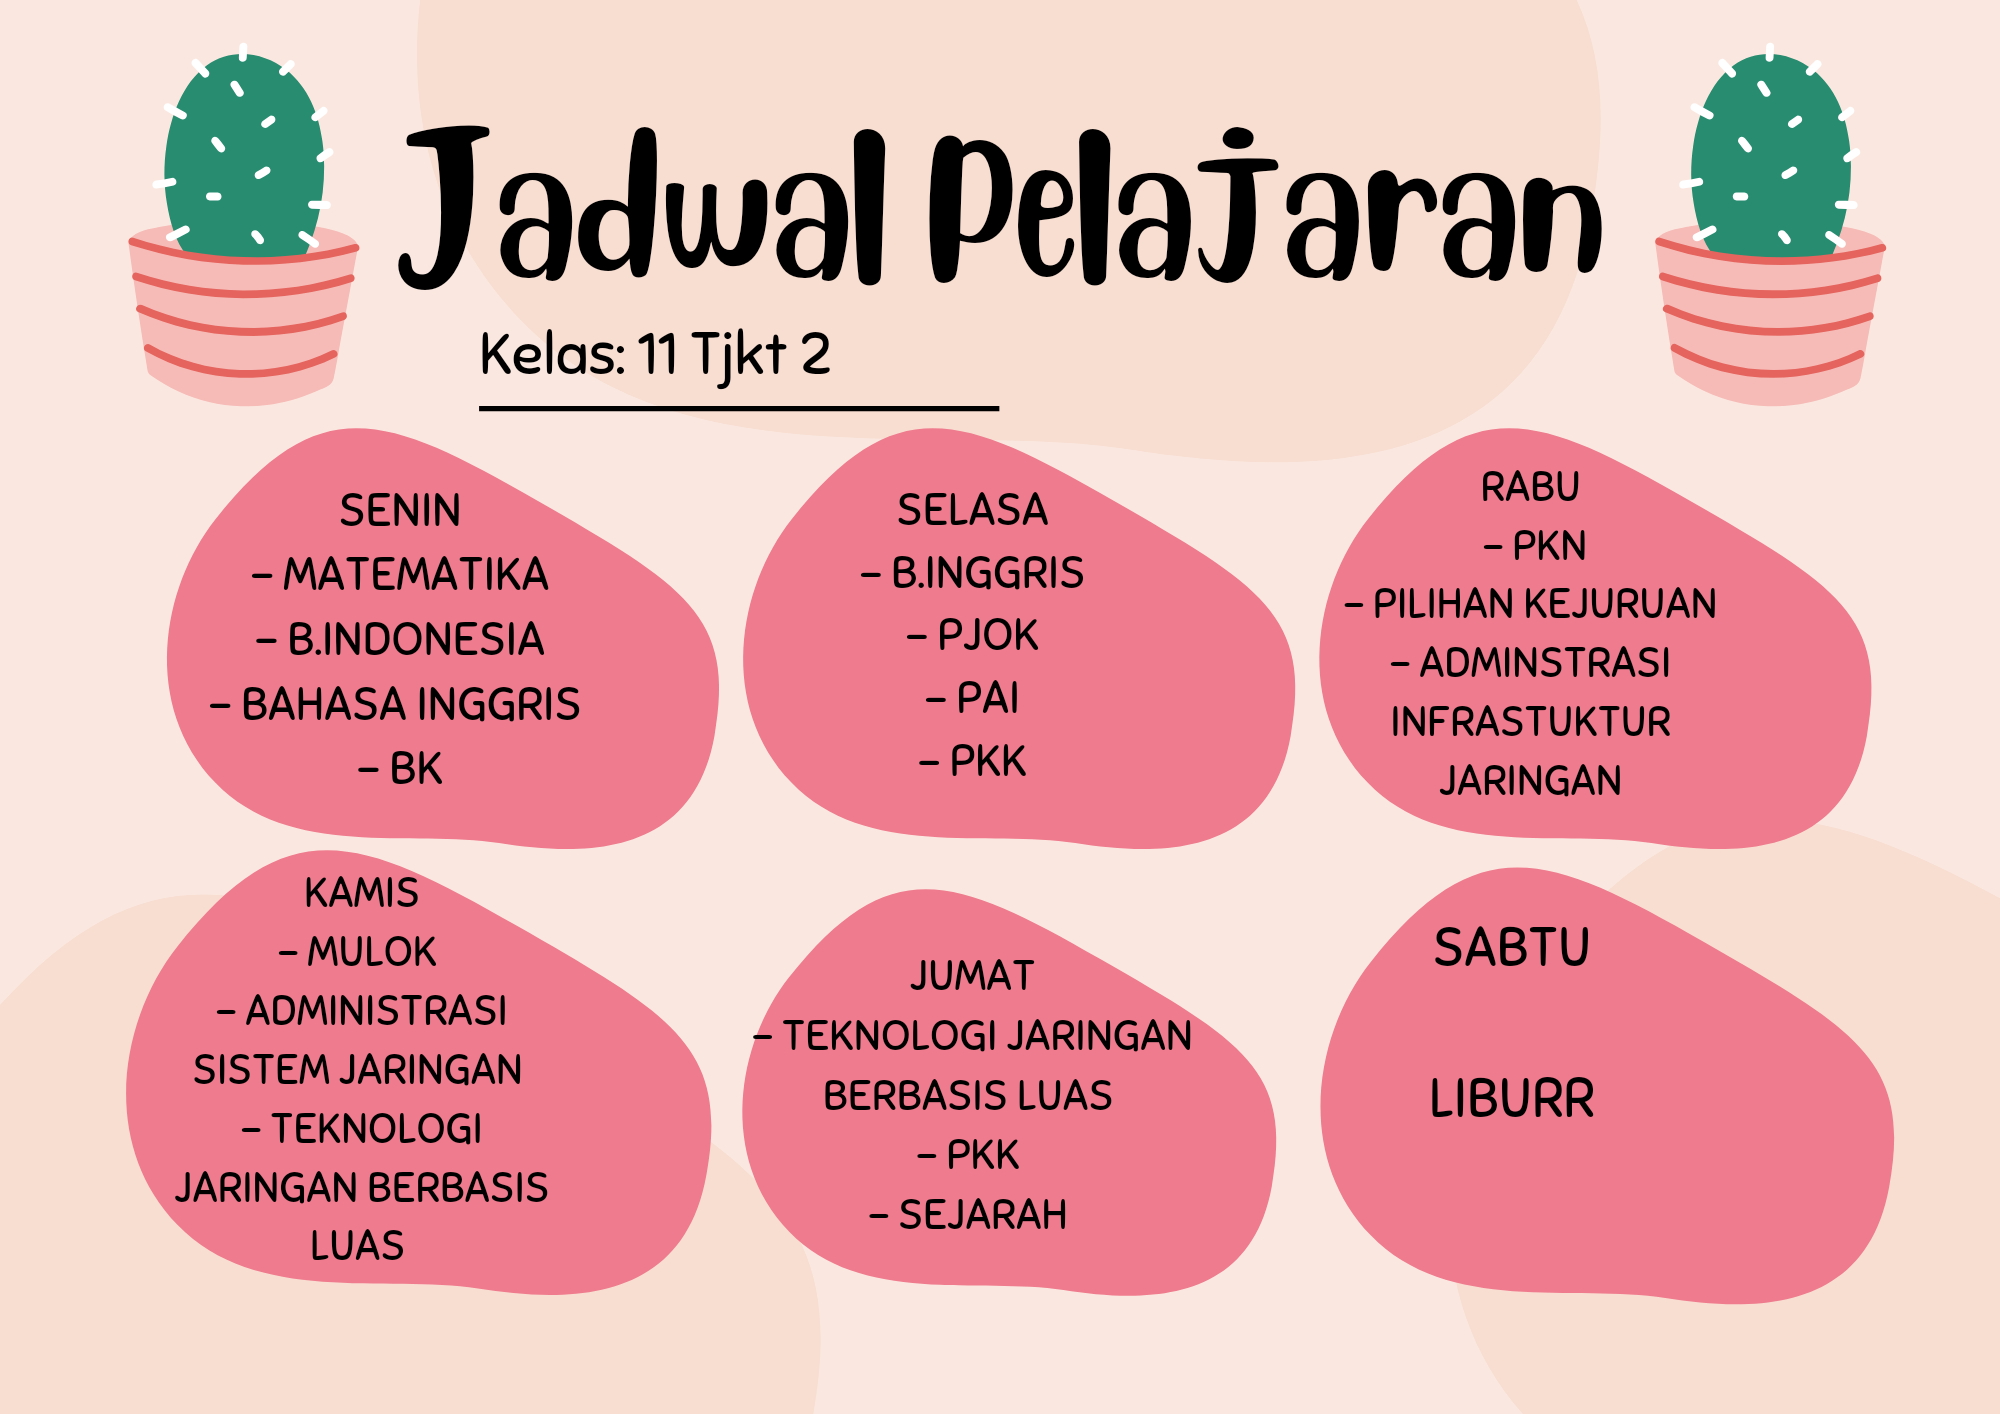 Jadwal Pelajaran
Kelas: 11 Tjkt 2
SENIN
- MATEMATIKA
- B.INDONESIA
- BAHASA INGGRIS
- BK
SELASA
- B.INGGRIS
- PJOK
- PAI
- PKK
RABU
- PKN
- PILIHAN KEJURUAN
- ADMINSTRASI
INFRASTUKTUR
JARINGAN
KAMIS
- MULOK
- ADMINISTRASI
SISTEM JARINGAN
- TEKNOLOGI
JARINGAN BERBASIS
LUAS
JUMAT
- TEKNOLOGI JARINGAN
BERBASIS LUAS
- PKK
- SEJARAH
SABTU
LIBURR